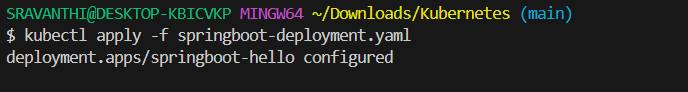 SRAVANTHI@DESKTOP-KBICVKP MINGW64 ~/Downloads/Kubernetes (main)
$ kubectl apply -f springboot-deployment.yaml
deployment.apps/springboot-hello configured